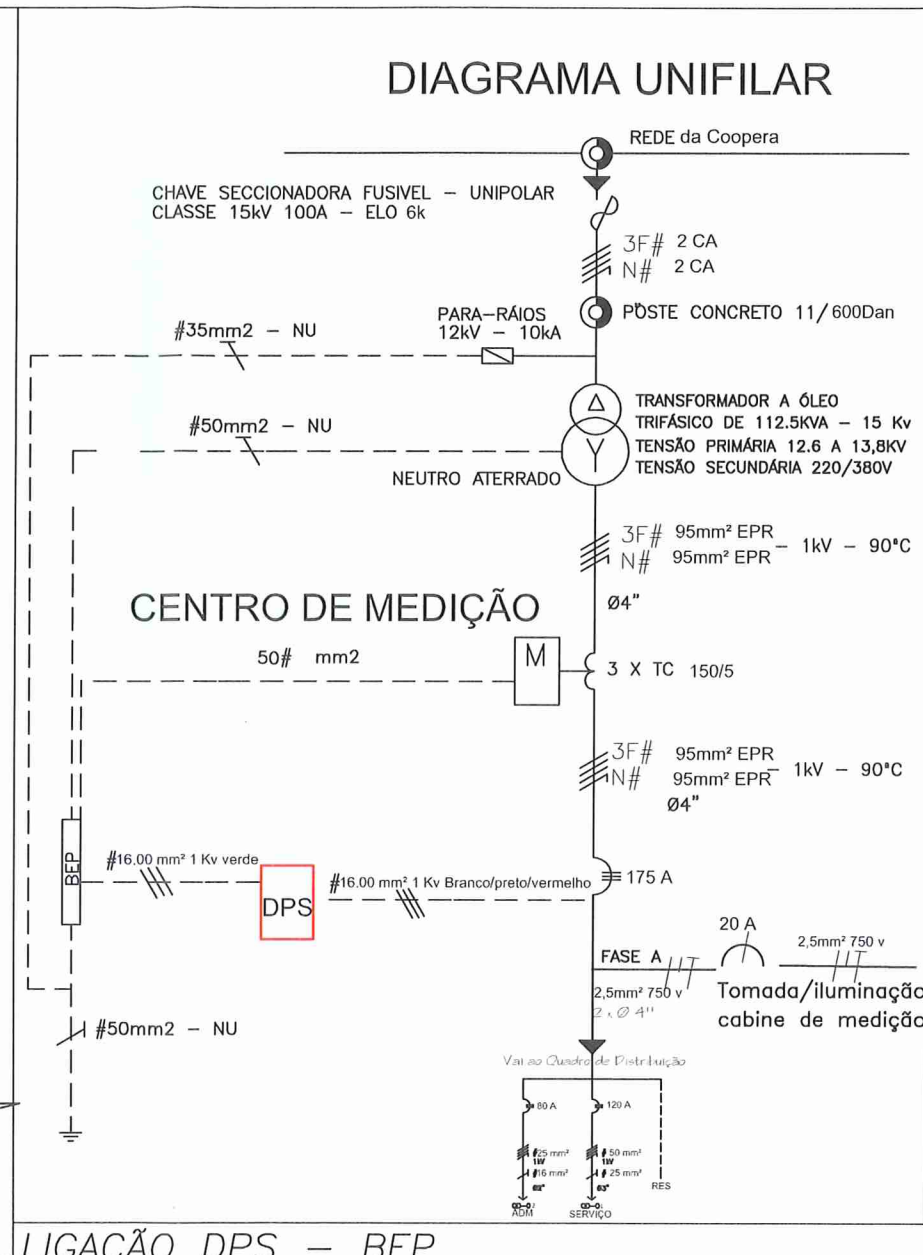 DIAGRAMA UNIFILAR
REDE da Coopera
CHAVE SECCIONADORA FUSIVEL – UNIPOLAR
CLASSE 15kV 100A – ELO 6k
3F# 2 CA
N# 2 CA
#35mm2 – NU
PARA–RÁIOS
12kV – 10kA
POSTE CONCRETO 11/600Dan
#50mm2 – NU
TRANSFORMADOR A ÓLEO
TRIFÁSICO DE 112.5KVA – 15 Kv
TENSÃO PRIMÁRIA 12.6 A 13,8KV
TENSÃO SECUNDÁRIA 220/380V
Δ
Y
NEUTRO ATERRADO
3F# 95mm² EPR – 1kV – 90°C
N# 95mm² EPR
Ø4"
CENTRO DE MEDIÇÃO
50# mm2
M
3 X TC 150/5
3F# 95mm² EPR – 1kV – 90°C
N# 95mm² EPR
Ø4"
BEP
#16.00 mm² 1 Kv verde
DPS
#16.00 mm² 1 Kv Branco/preto/vermelho
175 A
20 A
FASE A
2,5mm² 750 v
2,5mm² 750 v
2 x Ø 4"
Tomada/iluminação
cabine de medição
#50mm2 – NU
Vai ao Quadro de Distribuição
80 A
120 A
#25 mm²
1kV
#16 mm²
#50 mm²
1kV
#25 mm²
RES
ADM
SERVIÇO
LIGAÇÃO DPS – BEP